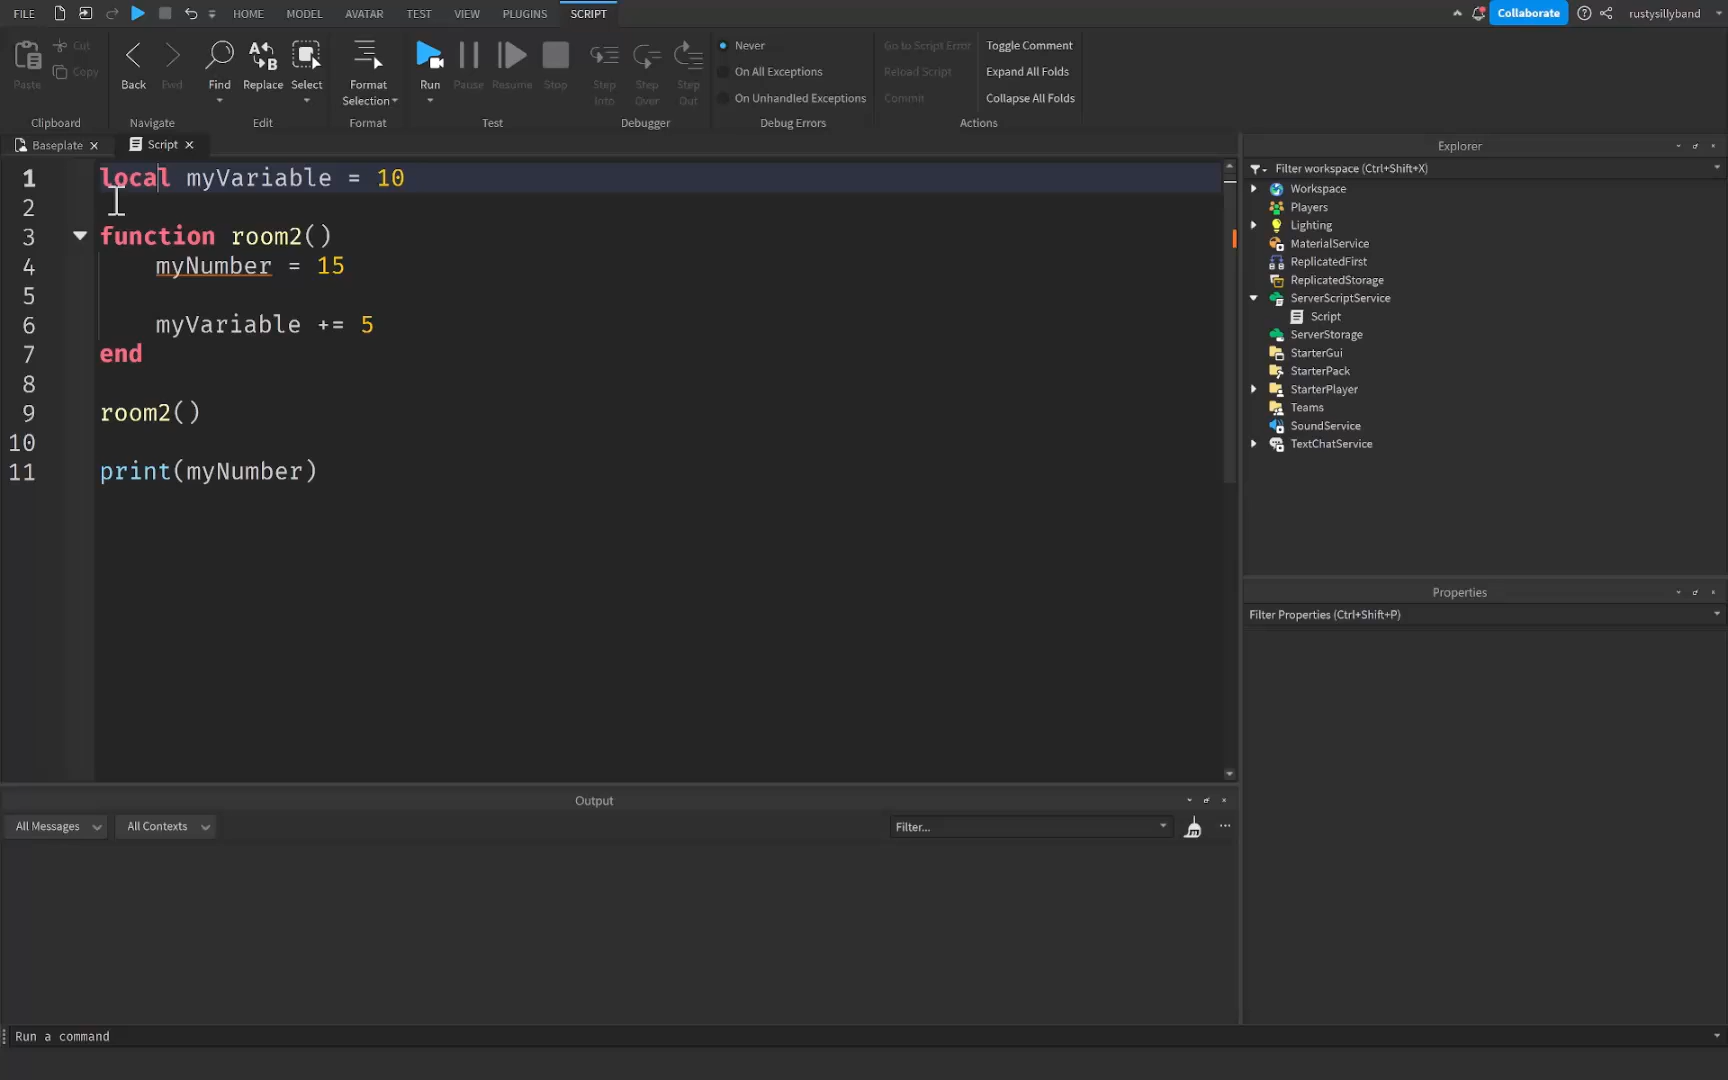 FILE HOME MODEL AVATAR TEST VIEW PLUGINS SCRIPT Collaborate rustysillyband
Paste Cut Copy Back Fwd Find Replace Select Format Selection Run Pause Resume Stop Step Into Step Over Step Out
Never
On All Exceptions
On Unhandled Exceptions
Go to Script Error
Reload Script
Commit
Toggle Comment
Expand All Folds
Collapse All Folds
Clipboard Navigate Edit Format Test Debugger Debug Errors Actions
Baseplate Script
1 local myVariable = 10
2
3 function room2()
4 myNumber = 15
5
6 myVariable += 5
7 end
8
9 room2()
10
11 print(myNumber)
Explorer
Filter workspace (Ctrl+Shift+X)
Workspace
Players
Lighting
MaterialService
ReplicatedFirst
ReplicatedStorage
ServerScriptService
Script
ServerStorage
StarterGui
StarterPack
StarterPlayer
Teams
SoundService
TextChatService
Properties
Filter Properties (Ctrl+Shift+P)
Output
All Messages All Contexts Filter...
Run a command